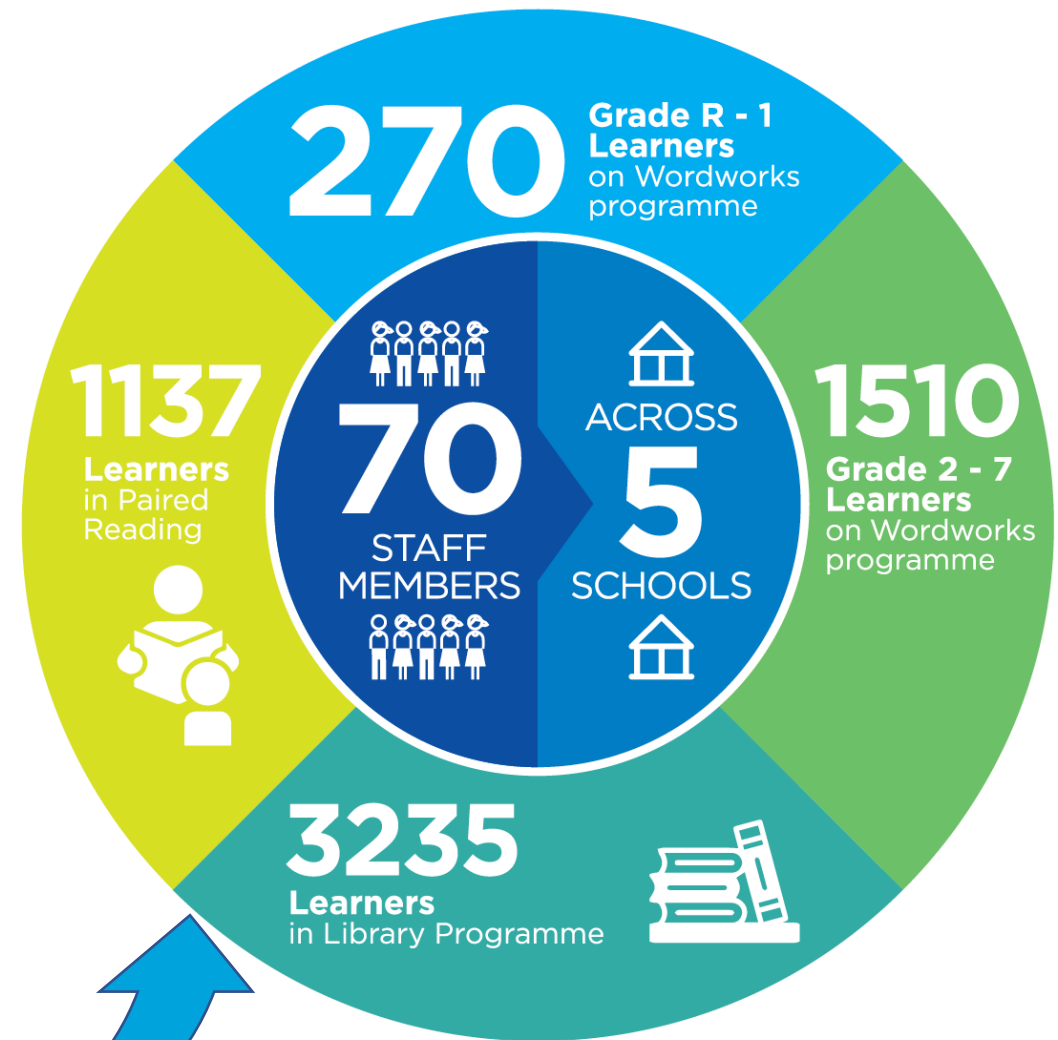 270
Grade R - 1
Learners
on Wordworks
programme
1137
Learners
in Paired
Reading
70
STAFF
MEMBERS
ACROSS
5
SCHOOLS
1510
Grade 2 - 7
Learners
on Wordworks
programme
3235
Learners
in Library Programme